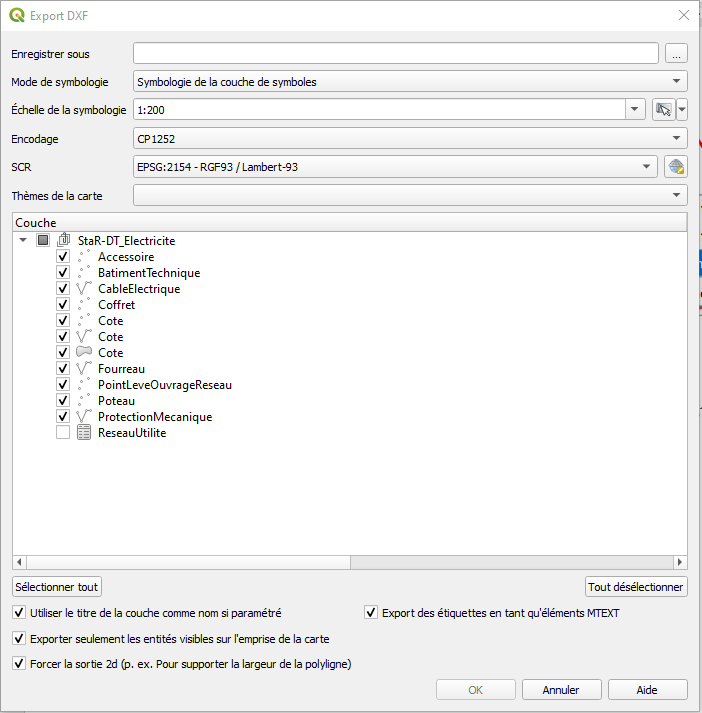 Export DXF
Enregistrer sous
...
Mode de symbologie Symbologie de la couche de symboles
Échelle de la symbologie 1:200
Encodage CP1252
SCR EPSG:2154 - RGF93 / Lambert-93
Thèmes de la carte
Couche
StaR-DT_Electricite
Accessoire
BatimentTechnique
CableElectrique
Coffret
Cote
Cote
Cote
Fourreau
PointLeveOuvrageReseau
Poteau
ProtectionMecanique
ReseauUtilite
Sélectionner tout Tout désélectionner
Utiliser le titre de la couche comme nom si paramétré Export des étiquettes en tant qu'éléments MTEXT
Exporter seulement les entités visibles sur l'emprise de la carte
Forcer la sortie 2d (p. ex. Pour supporter la largeur de la polyligne)
OK Annuler Aide